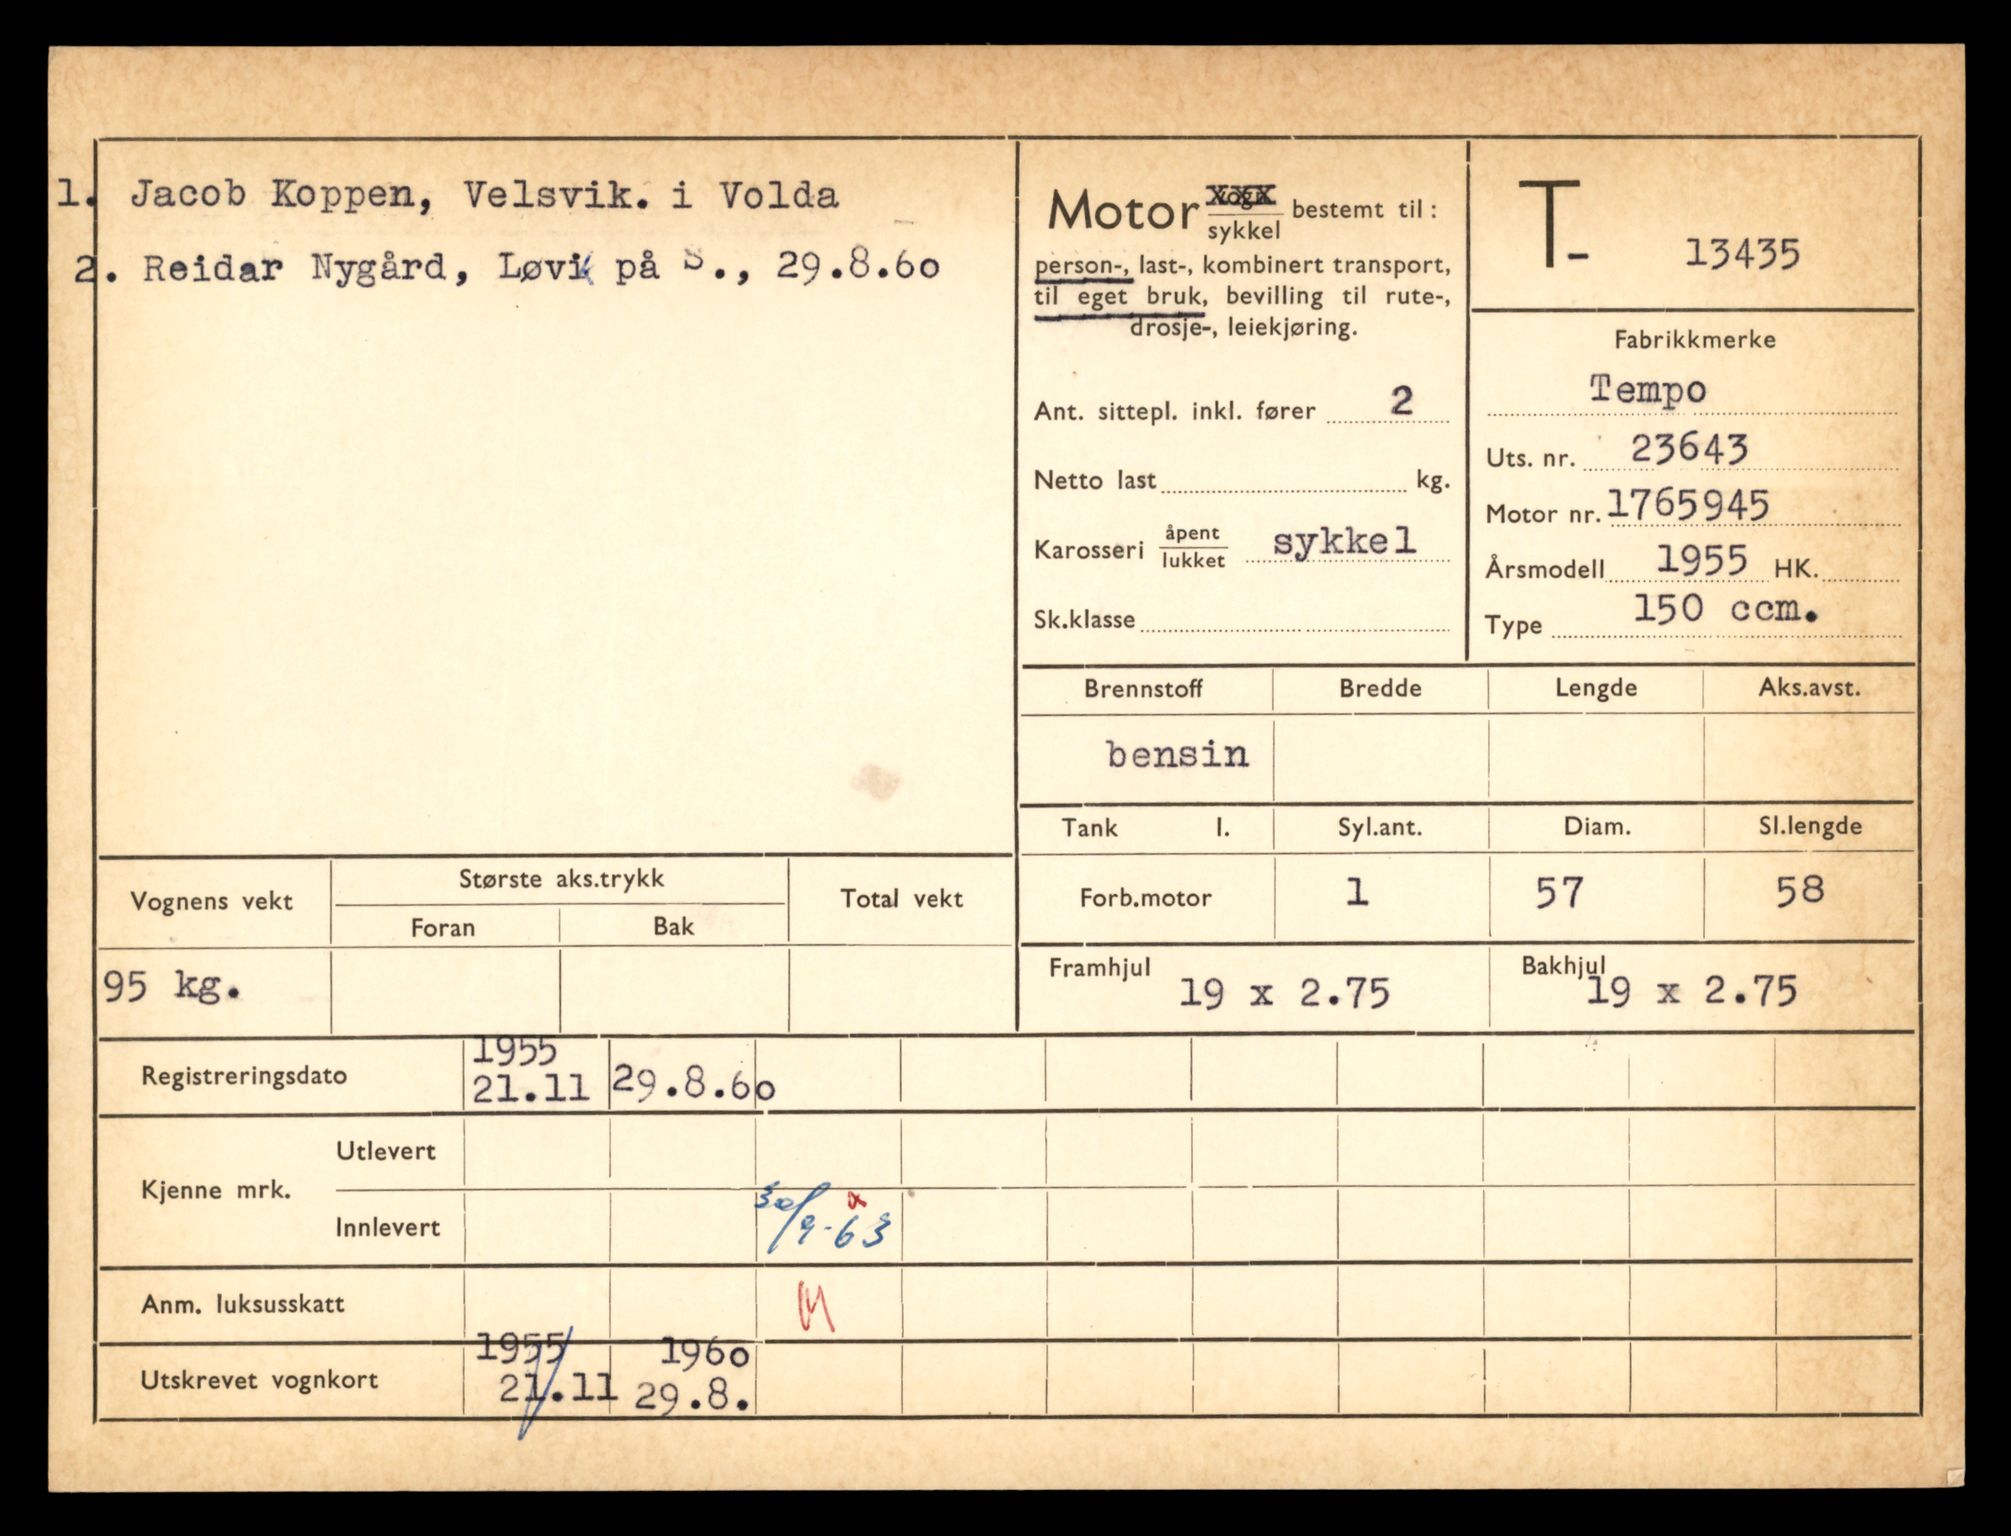 1. Jacob Koppen, Velsvik. i Volda
2. Reidar Nygård, Løvik på S., 29.8.60
Motor vogn/sykkel bestemt til:
person-, last-, kombinert transport,
til eget bruk, bevilling til rute-,
drosje-, leiekjøring.
Ant. sittepl. inkl. fører 2
Netto last kg.
Karosseri åpent/lukket sykkel
Sk.klasse
T- 13435
Fabrikkmerke
Tempo
Uts. nr. 23643
Motor nr. 1765945
Årsmodell 1955 HK.
Type 150 ccm.
Brennstoff Bredde Lengde Aks.avst.
bensin
Tank l. Syl.ant. Diam. Sl.lengde
Forb.motor 1 57 58
Framhjul 19 x 2.75 Bakhjul 19 x 2.75
Vognens vekt Største aks.trykk Total vekt
Foran Bak
95 kg.
1955
Registreringsdato 21.11 29.8.60
Kjenne mrk.
Utlevert
Innlevert 30/9-63
Anm. luksusskatt
1955 1960
Utskrevet vognkort 21.11 29.8.